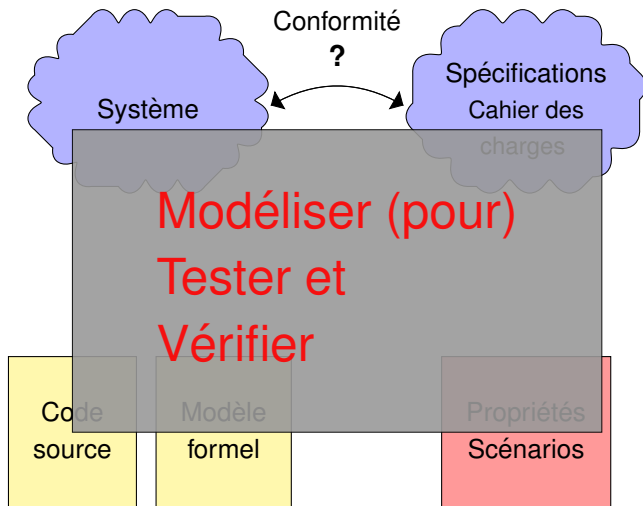 Conformité
?
Système
Spécifications
Cahier des
charges
Modéliser (pour)
Tester et
Vérifier
Code
source
Modèle
formel
Propriétés
Scénarios